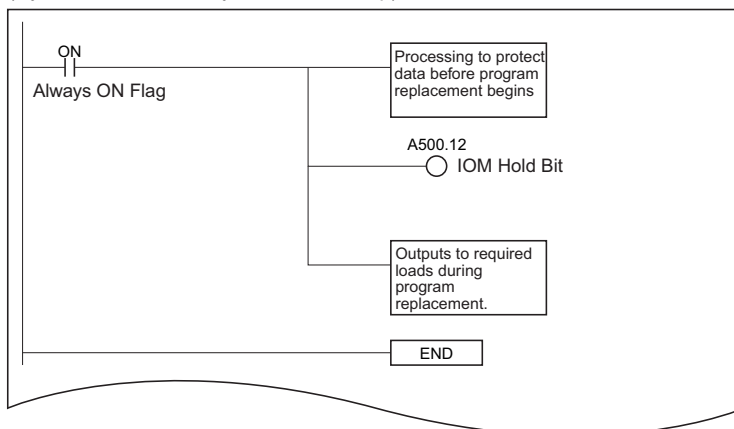 ON
Always ON Flag
Processing to protect
data before program
replacement begins
A500.12
IOM Hold Bit
Outputs to required
loads during
program
replacement.
END